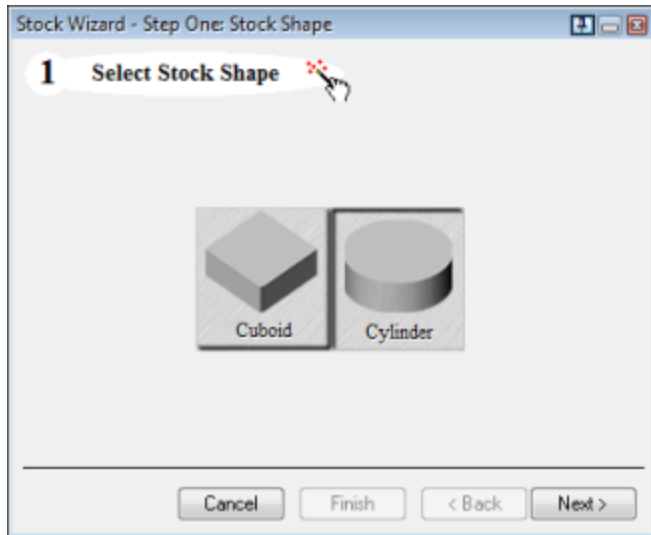 Stock Wizard - Step One: Stock Shape
1 Select Stock Shape
Cuboid Cylinder
Cancel Finish < Back Next >